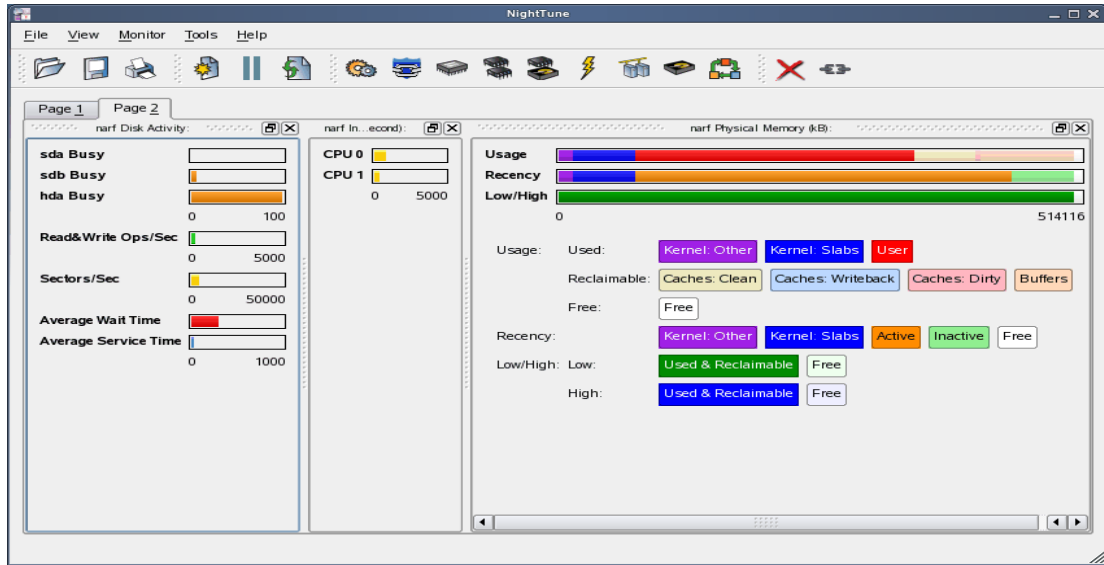 NightTune
File View Monitor Tools Help
Page 1 Page 2
narf Disk Activity:
sda Busy
sdb Busy
hda Busy
0 100
Read&Write Ops/Sec
0 5000
Sectors/Sec
0 50000
Average Wait Time
Average Service Time
0 1000
narf In...econd):
CPU 0
CPU 1
0 5000
narf Physical Memory (kB):
Usage
Recency
Low/High
0 514116
Usage: Used: Kernel: Other Kernel: Slabs User
Reclaimable: Caches: Clean Caches: Writeback Caches: Dirty Buffers
Free: Free
Recency: Kernel: Other Kernel: Slabs Active Inactive Free
Low/High: Low: Used & Reclaimable Free
High: Used & Reclaimable Free